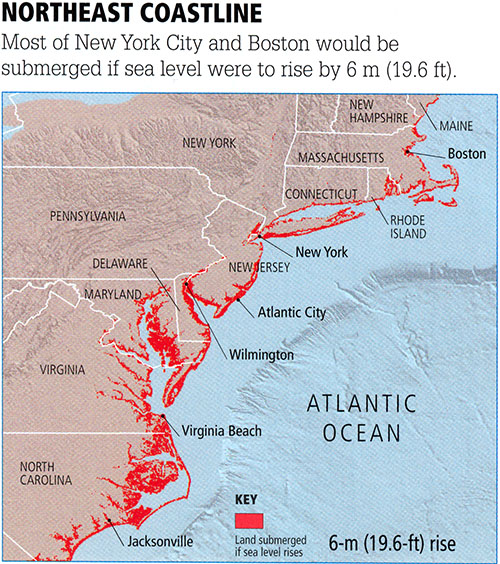 NORTHEAST COASTLINE
Most of New York City and Boston would be
submerged if sea level were to rise by 6 m (19.6 ft).
NEW
HAMPSHIRE
MAINE
NEW YORK
MASSACHUSETTS
Boston
CONNECTICUT
RHODE
ISLAND
PENNSYLVANIA
New York
DELAWARE
NEW JERSEY
MARYLAND
Atlantic City
Wilmington
VIRGINIA
ATLANTIC
OCEAN
Virginia Beach
NORTH
CAROLINA
KEY
Land submerged
if sea level rises
Jacksonville
6-m (19.6-ft) rise